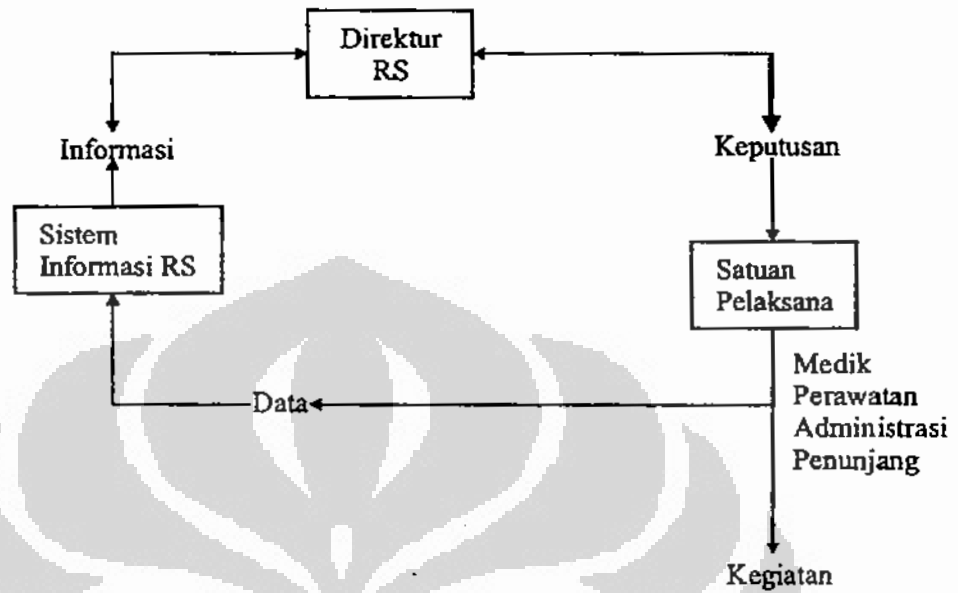 Direktur
RS
Informasi
Keputusan
Sistem
Informasi RS
Satuan
Pelaksana
Medik
Perawatan
Administrasi
Penunjang
Data
Kegiatan